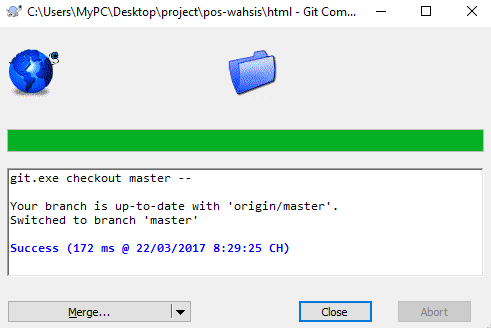 C:\Users\MyPC\Desktop\project\pos-wahsis\html - Git Com...
git.exe checkout master --
Your branch is up-to-date with 'origin/master'.
Switched to branch 'master'
Success (172 ms @ 22/03/2017 8:29:25 CH)
Merge...
Close
Abort